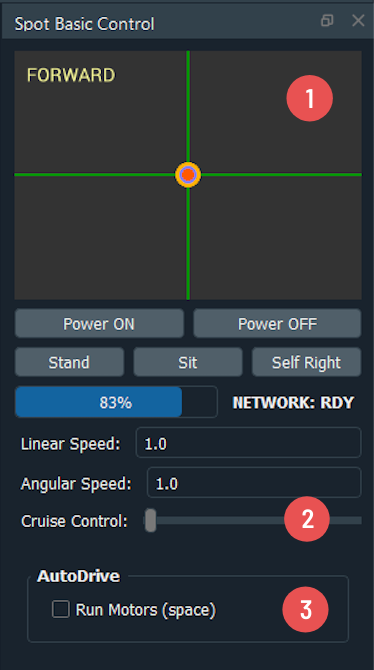 Spot Basic Control
FORWARD
1
Power ON Power OFF
Stand Sit Self Right
83% NETWORK: RDY
Linear Speed: 1.0
Angular Speed: 1.0
Cruise Control: 2
AutoDrive
Run Motors (space) 3